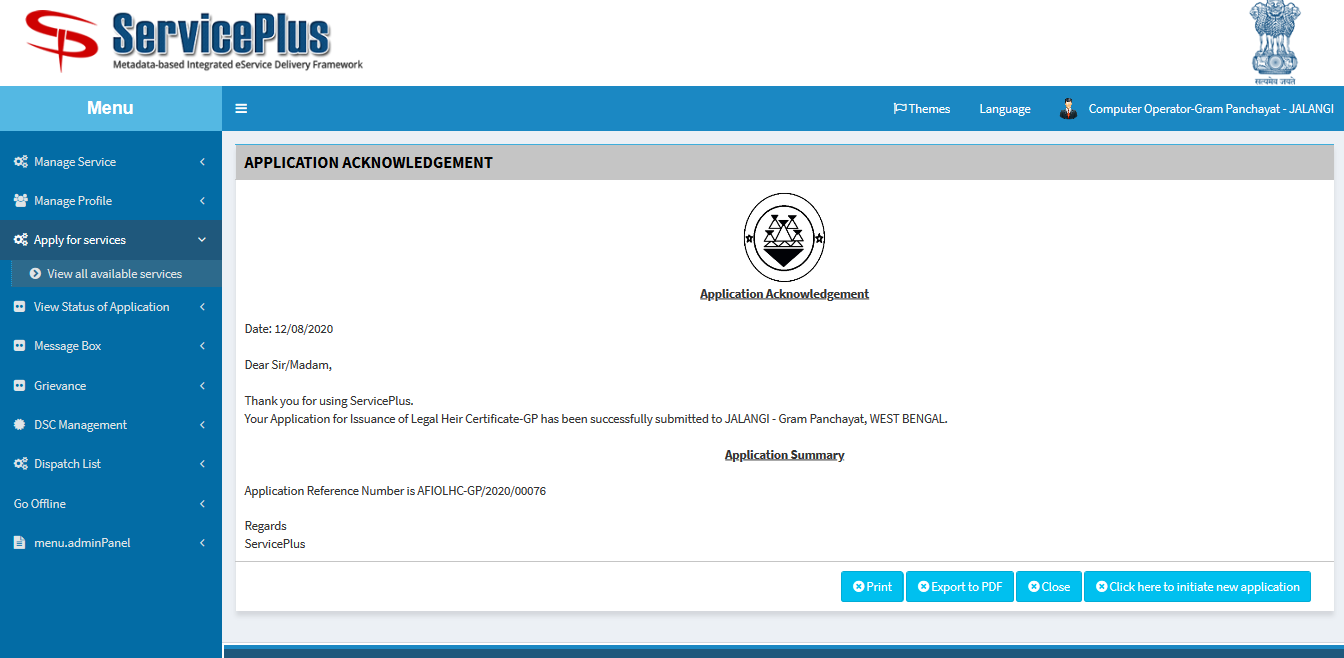 ServicePlus
Metadata-based Integrated eService Delivery Framework
सत्यमेव जयते
Menu
Themes
Language
Computer Operator-Gram Panchayat - JALANGI
Manage Service
Manage Profile
Apply for services
View all available services
View Status of Application
Message Box
Grievance
DSC Management
Dispatch List
Go Offline
menu.adminPanel
APPLICATION ACKNOWLEDGEMENT
Application Acknowledgement
Date: 12/08/2020
Dear Sir/Madam,
Thank you for using ServicePlus.
Your Application for Issuance of Legal Heir Certificate-GP has been successfully submitted to JALANGI - Gram Panchayat, WEST BENGAL.
Application Summary
Application Reference Number is AFIOLHC-GP/2020/00076
Regards
ServicePlus
Print
Export to PDF
Close
Click here to initiate new application